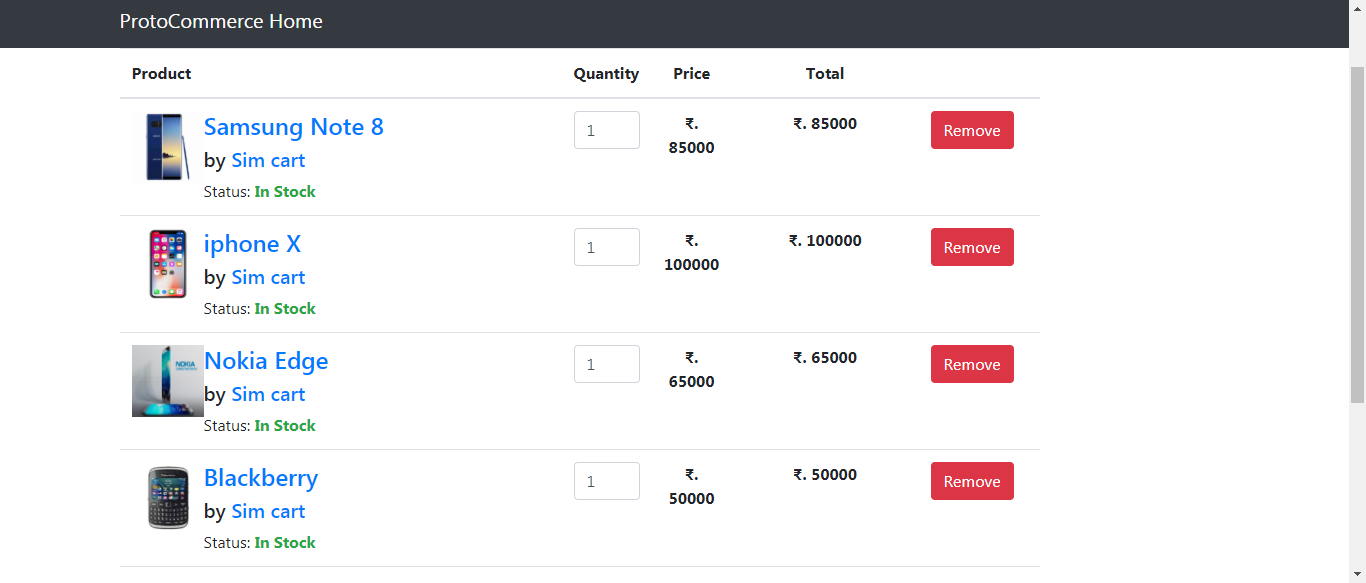 ProtoCommerce Home
Product Quantity Price Total
Samsung Note 8
by Sim cart
Status: In Stock
1
₹.
85000
₹. 85000
Remove
iphone X
by Sim cart
Status: In Stock
1
₹.
100000
₹. 100000
Remove
NOKIA
Nokia Edge
by Sim cart
Status: In Stock
1
₹.
65000
₹. 65000
Remove
Blackberry
by Sim cart
Status: In Stock
1
₹.
50000
₹. 50000
Remove